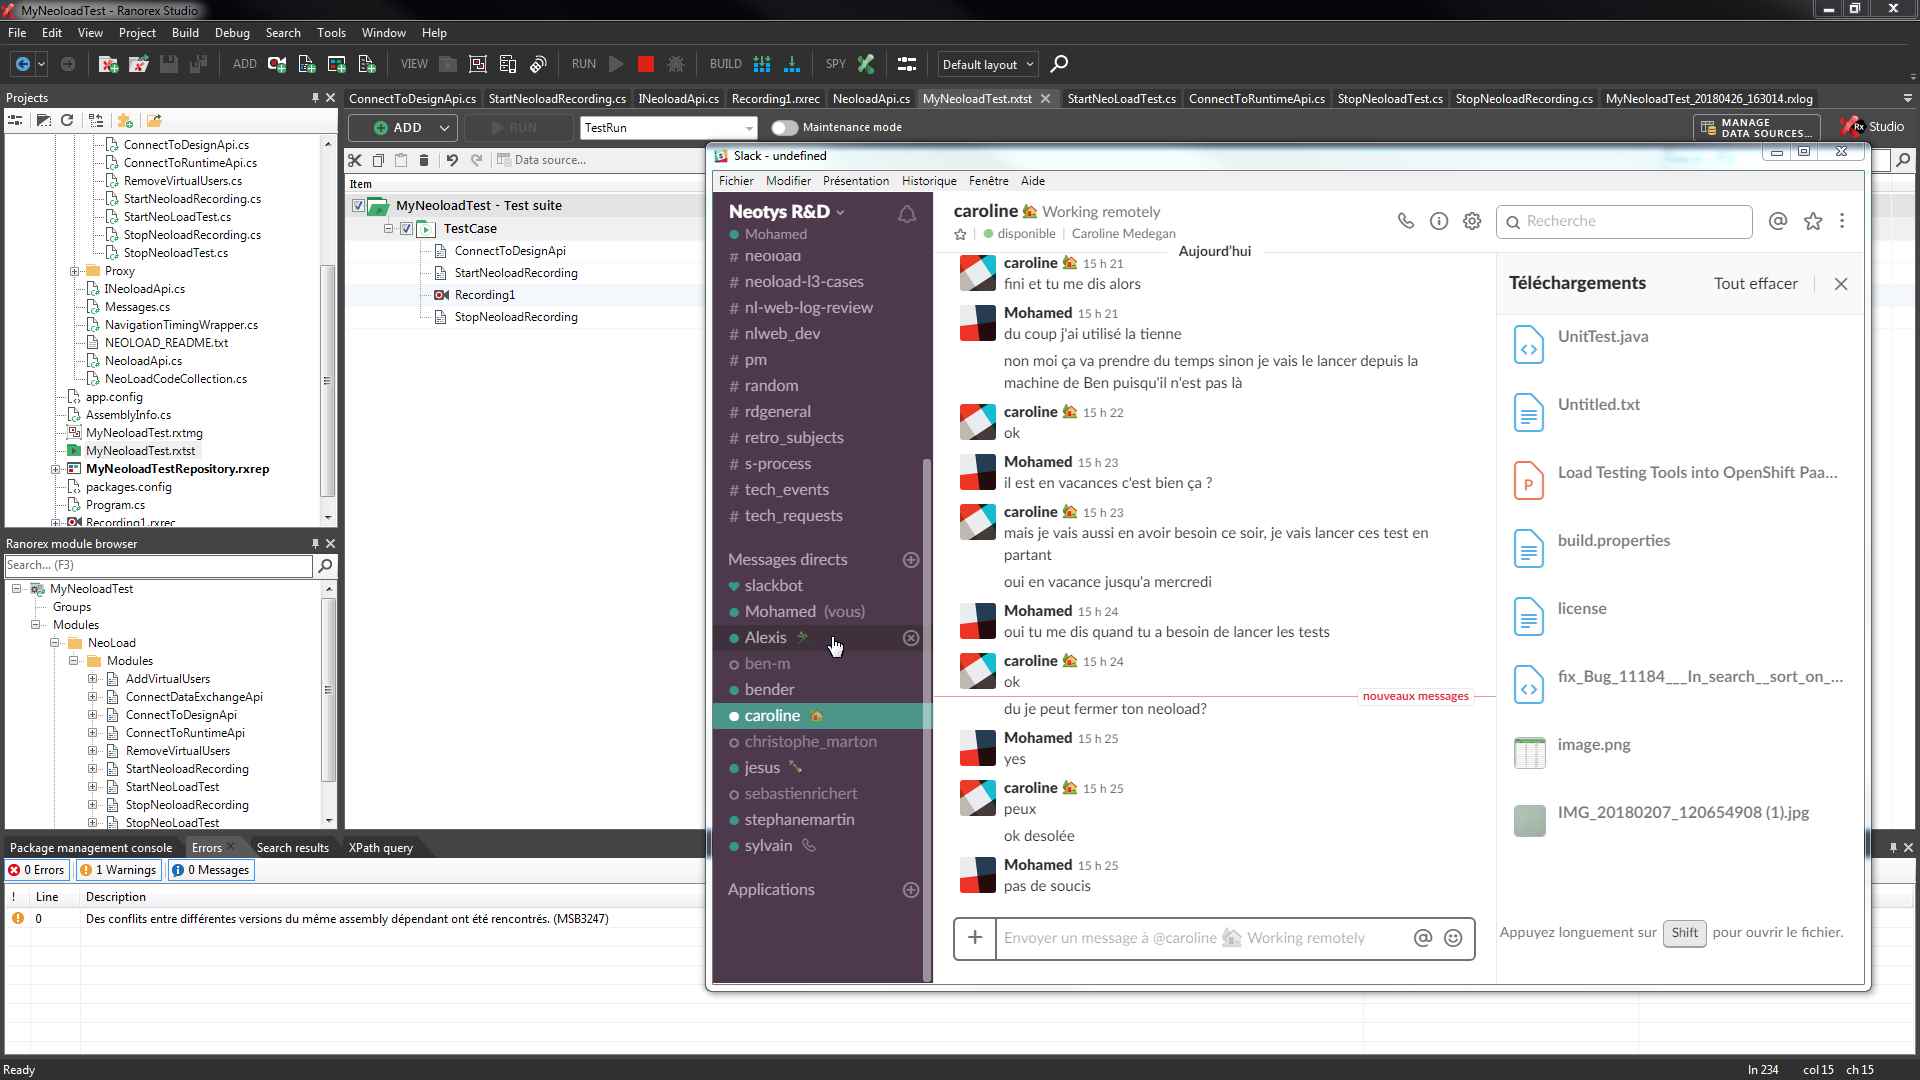 MyNeoloadTest - Ranorex Studio
File Edit View Project Build Debug Search Tools Window Help
ADD VIEW RUN BUILD SPY Default layout
Projects
ConnectToDesignApi.cs StartNeoloadRecording.cs INeoloadApi.cs Recording1.rxrec NeoloadApi.cs MyNeoloadTest.rxtst StartNeoLoadTest.cs ConnectToRuntimeApi.cs StopNeoloadTest.cs StopNeoloadRecording.cs MyNeoloadTest_20180426_163014.rxlog
ADD RUN TestRun Maintenance mode MANAGE DATA SOURCES... Rx Studio
Data source...
Item
MyNeoloadTest - Test suite
TestCase
ConnectToDesignApi
StartNeoloadRecording
Recording1
StopNeoloadRecording
ConnectToDesignApi.cs
ConnectToRuntimeApi.cs
RemoveVirtualUsers.cs
StartNeoloadRecording.cs
StartNeoLoadTest.cs
StopNeoloadRecording.cs
StopNeoloadTest.cs
Proxy
INeoloadApi.cs
Messages.cs
NavigationTimingWrapper.cs
NEOLOAD_README.txt
NeoloadApi.cs
NeoLoadCodeCollection.cs
app.config
AssemblyInfo.cs
MyNeoloadTest.rxtmg
MyNeoloadTest.rxtst
MyNeoloadTestRepository.rxrep
packages.config
Program.cs
Recording1.rxrec
Ranorex module browser
Search... (F3)
MyNeoloadTest
Groups
Modules
NeoLoad
Modules
AddVirtualUsers
ConnectDataExchangeApi
ConnectToDesignApi
ConnectToRuntimeApi
RemoveVirtualUsers
StartNeoloadRecording
StartNeoLoadTest
StopNeoloadRecording
StopNeoLoadTest
Package management console Errors Search results XPath query
0 Errors 1 Warnings 0 Messages
! Line Description
0 Des conflits entre différentes versions du même assembly dépendant ont été rencontrés. (MSB3247)
Ready
ln 234 col 15 ch 15
Slack - undefined
Fichier Modifier Présentation Historique Fenêtre Aide
Neotys R&D
Mohamed
# neoload
# neoload-l3-cases
# nl-web-log-review
# nlweb_dev
# pm
# random
# rdgeneral
# retro_subjects
# s-process
# tech_events
# tech_requests
Messages directs
slackbot
Mohamed (vous)
Alexis
ben-m
bender
caroline
christophe_marton
jesus
sebastienrichert
stephanemartin
sylvain
Applications
caroline Working remotely
disponible | Caroline Medegan
Recherche
Aujourd'hui
caroline 15 h 21
fini et tu me dis alors
Mohamed 15 h 21
du coup j'ai utilisé la tienne
non moi ça va prendre du temps sinon je vais le lancer depuis la
machine de Ben puisqu'il n'est pas là
caroline 15 h 22
ok
Mohamed 15 h 23
il est en vacances c'est bien ça ?
caroline 15 h 23
mais je vais aussi en avoir besoin ce soir, je vais lancer ces test en
partant
oui en vacance jusqu'a mercredi
Mohamed 15 h 24
oui tu me dis quand tu a besoin de lancer les tests
caroline 15 h 24
ok
nouveaux messages
du je peut fermer ton neoload?
Mohamed 15 h 25
yes
caroline 15 h 25
peux
ok desolée
Mohamed 15 h 25
pas de soucis
Envoyer un message à @caroline Working remotely
Téléchargements Tout effacer
UnitTest.java
Untitled.txt
Load Testing Tools into OpenShift Paa...
build.properties
license
fix_Bug_11184___In_search__sort_on_...
image.png
IMG_20180207_120654908 (1).jpg
Appuyez longuement sur Shift pour ouvrir le fichier.